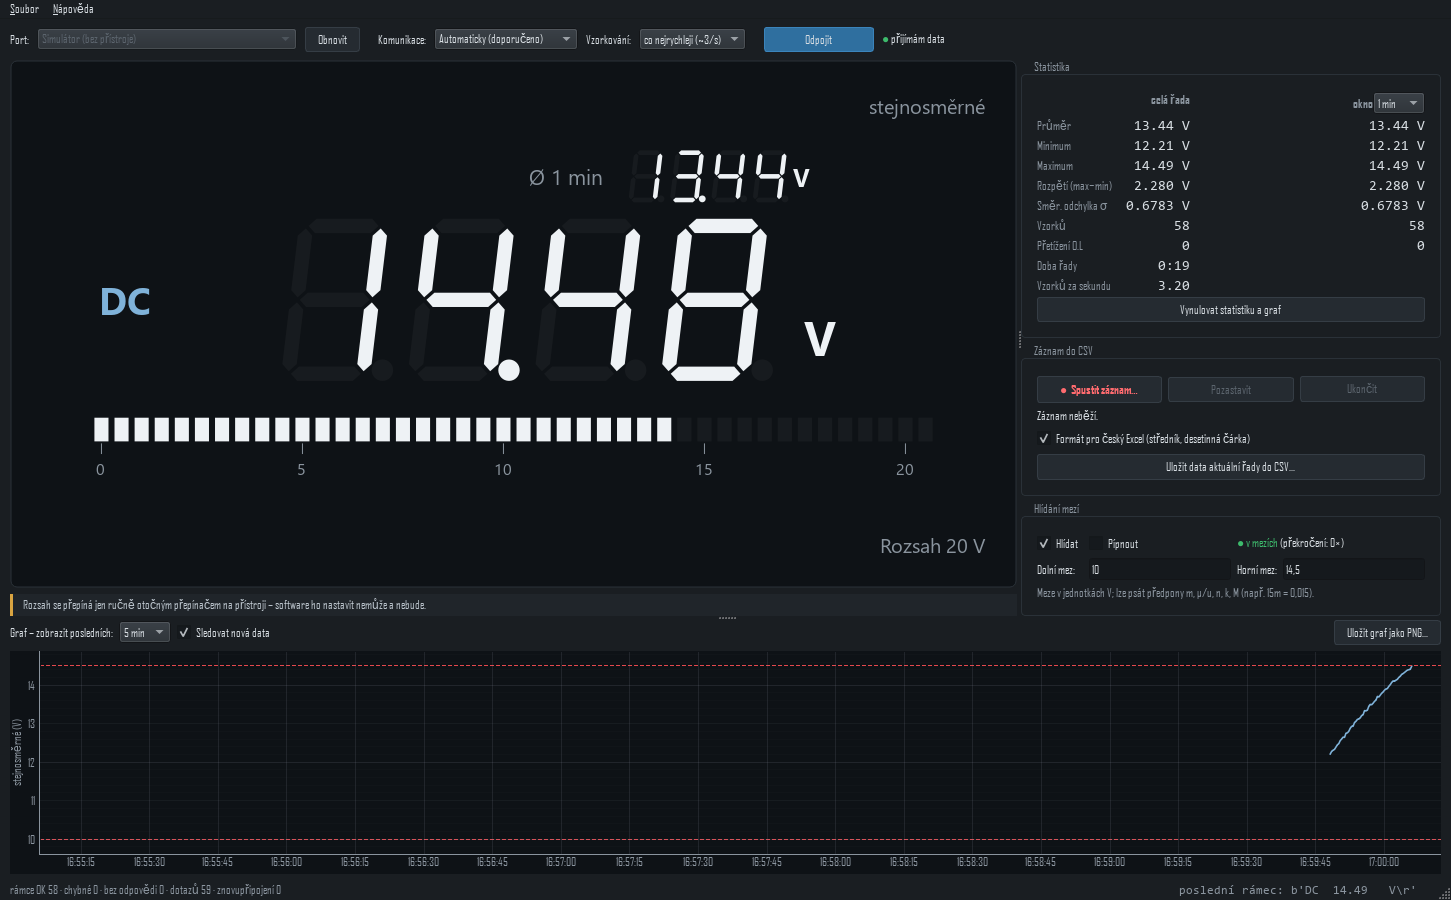 Soubor Nápověda
Port: Simulátor (bez přístroje) Obnovit Komunikace: Automaticky (doporučeno) Vzorkování: co nejrychleji (~3/s) Odpojit ● přijímám data
stejnosměrné
Ø 1 min 13.44 V
DC 14.48 V
0 5 10 15 20
Rozsah 20 V
Rozsah se přepíná jen ručně otočným přepínačem na přístroji – software ho nastavit nemůže a nebude.
Statistika
celá řada okno 1 min
Průměr 13.44 V 13.44 V
Minimum 12.21 V 12.21 V
Maximum 14.49 V 14.49 V
Rozpětí (max-min) 2.280 V 2.280 V
Směr. odchylka σ 0.6783 V 0.6783 V
Vzorků 58 58
Přetížení O.L 0 0
Doba řady 0:19
Vzorků za sekundu 3.20
Vynulovat statistiku a graf
Záznam do CSV
● Spustit záznam... Pozastavit Ukončit
Záznam neběží.
✓ Formát pro český Excel (středník, desetinná čárka)
Uložit data aktuální řady do CSV...
Hlídání mezí
✓ Hlídat Pípnout ● v mezích (překročení: 0×)
Dolní mez: 10 Horní mez: 14,5
Meze v jednotkách V; lze psát předpony m, µ/u, n, k, M (např. 15m = 0,015).
Graf – zobrazit posledních: 5 min ✓ Sledovat nová data Uložit graf jako PNG...
stejnosměrné (V)
14
13
12
11
10
16:55:15 16:55:30 16:55:45 16:56:00 16:56:15 16:56:30 16:56:45 16:57:00 16:57:15 16:57:30 16:57:45 16:58:00 16:58:15 16:58:30 16:58:45 16:59:00 16:59:15 16:59:30 16:59:45 17:00:00
rámce OK 58 · chybné 0 · bez odpovědi 0 · dotazů 59 · znovupřipojení 0 poslední rámec: b'DC  14.49   V\r'